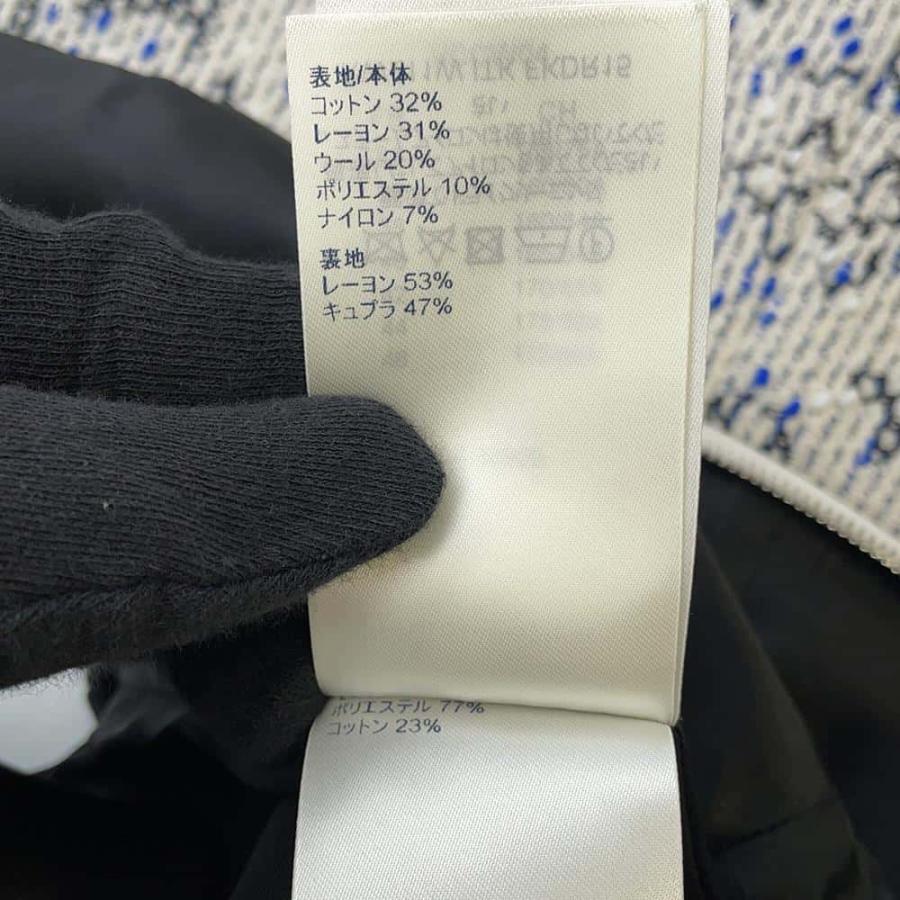 表地/本体
コットン 32%
レーヨン 31%
ウール 20%
ポリエステル 10%
ナイロン 7%
裏地
レーヨン 53%
キュプラ 47%
ポリエステル 77%
コットン 23%